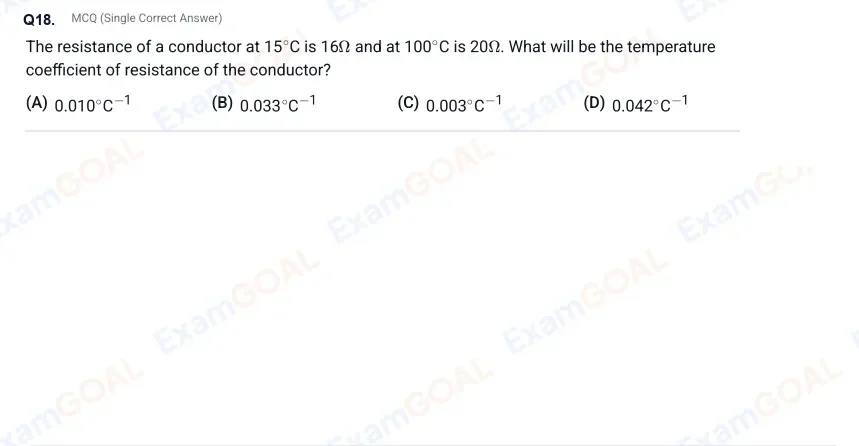 Q18. MCQ (Single Correct Answer)
The resistance of a conductor at 15°C is 16Ω and at 100°C is 20Ω. What will be the temperature
coefficient of resistance of the conductor?
(A) 0.010°C⁻¹ (B) 0.033°C⁻¹ (C) 0.003°C⁻¹ (D) 0.042°C⁻¹
ExamGOAL
ExamGOAL
ExamGOAL
ExamGOAL
ExamGOAL
ExamGOAL
ExamGOAL
ExamGOAL